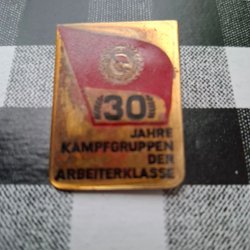 30
JAHRE
KAMPFGRUPPEN
DER
ARBEITERKLASSE